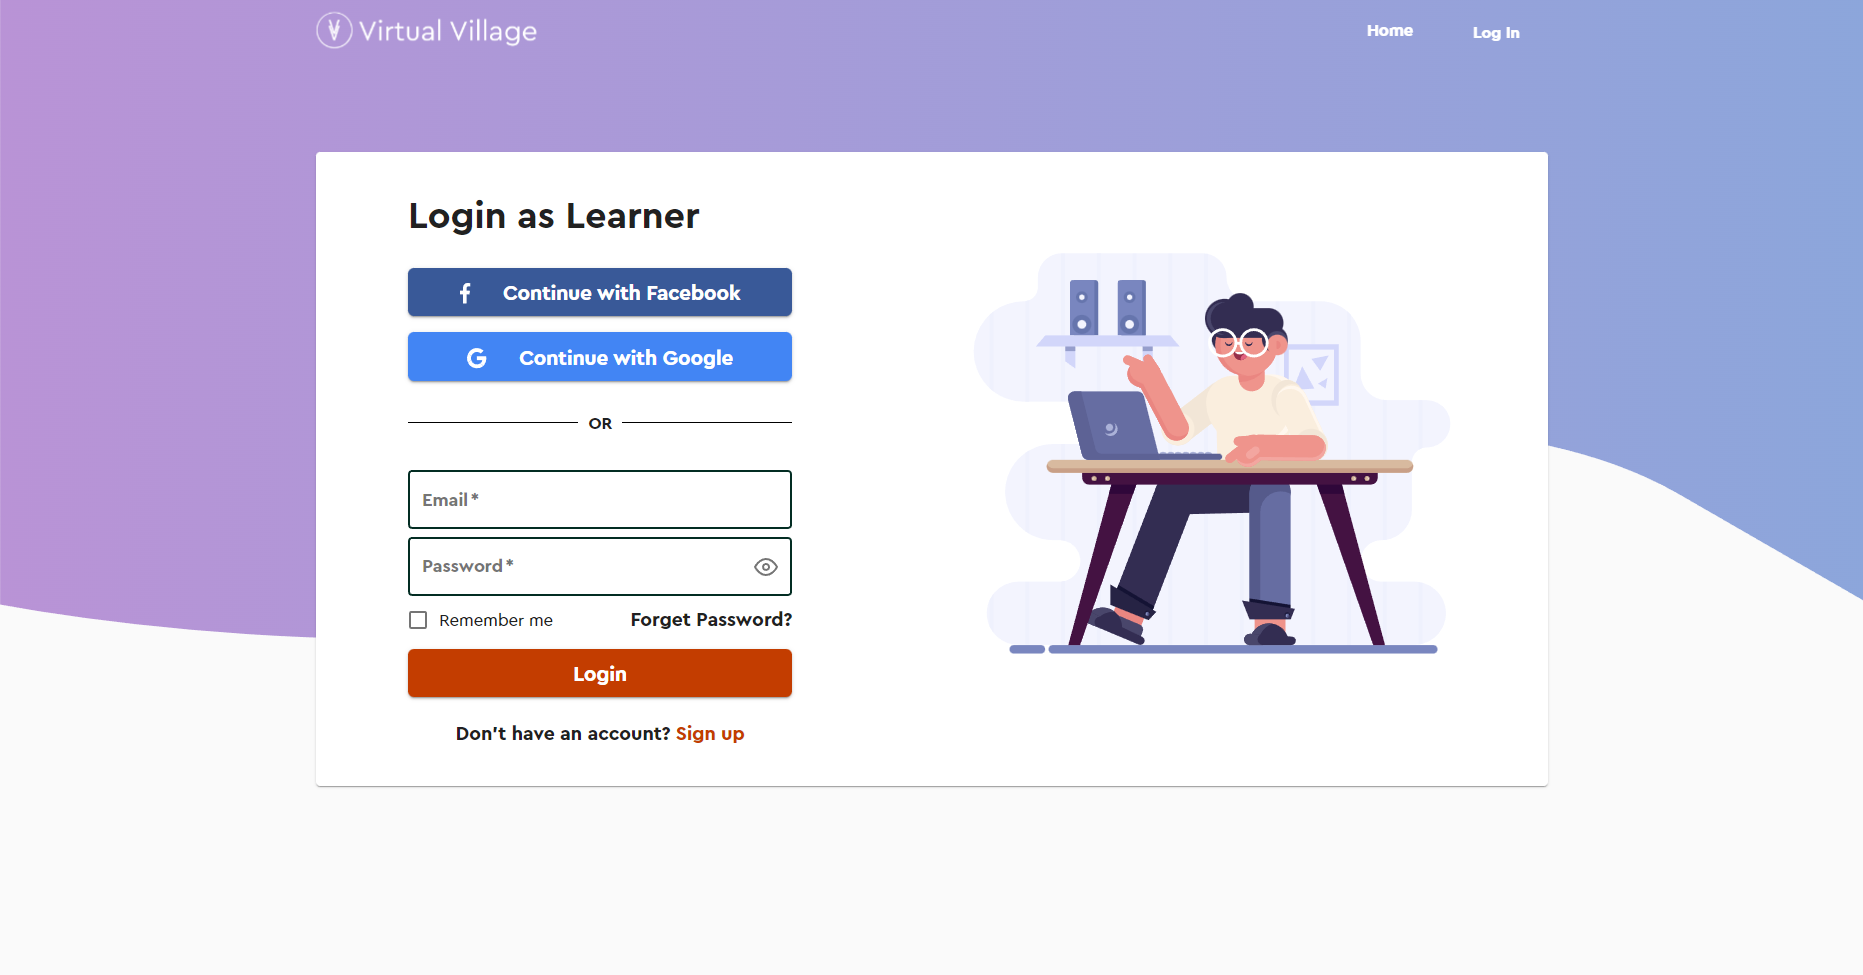 Virtual Village
Home
Log In
Login as Learner
Continue with Facebook
Continue with Google
OR
Email *
Password *
Remember me
Forget Password?
Login
Don't have an account? Sign up